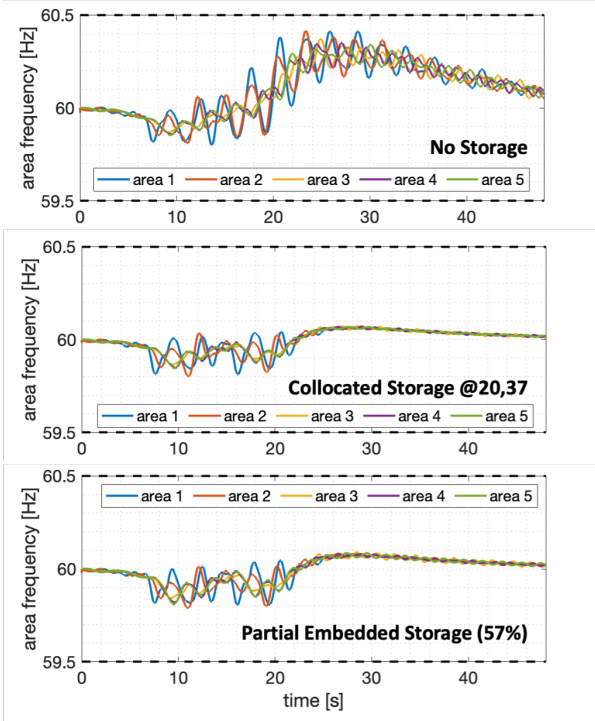 60.5
60
59.5
area frequency [Hz]
No Storage
area 1 area 2 area 3 area 4 area 5
0 10 20 30 40
60.5
60
59.5
area frequency [Hz]
Collocated Storage @20,37
area 1 area 2 area 3 area 4 area 5
0 10 20 30 40
60.5
60
59.5
area frequency [Hz]
area 1 area 2 area 3 area 4 area 5
Partial Embedded Storage (57%)
0 10 20 30 40
time [s]